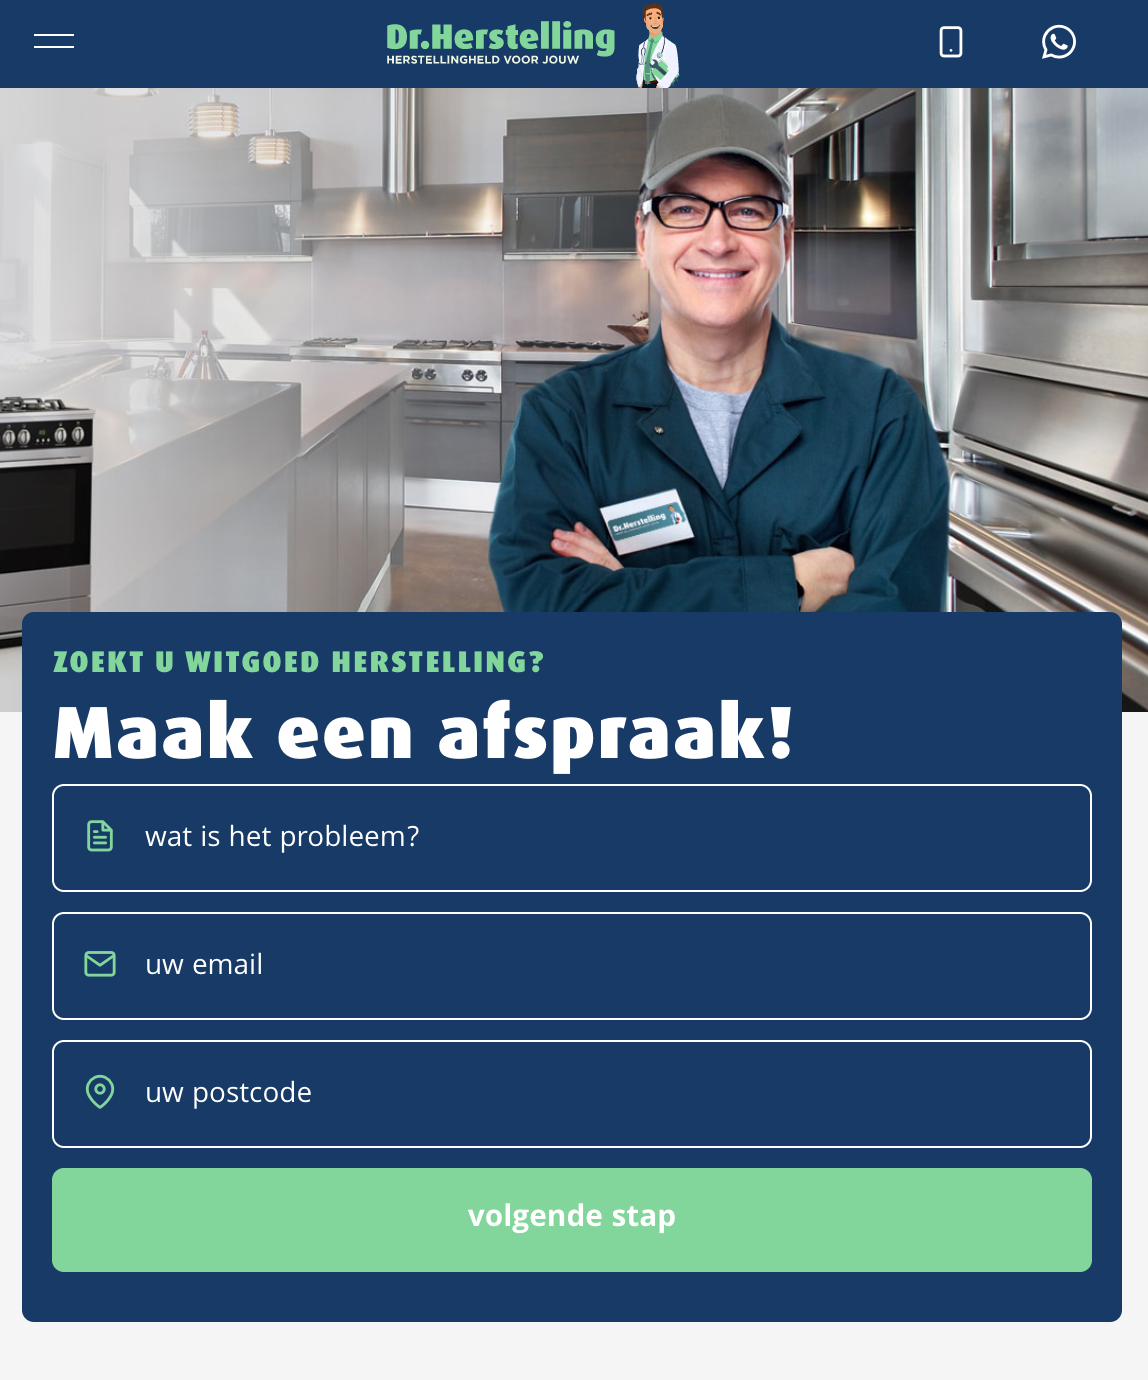 Dr.Herstelling
HERSTELLINGHELD VOOR JOUW
Dr.Herstelling
ZOEKT U WITGOED HERSTELLING?
Maak een afspraak!
wat is het probleem?
uw email
uw postcode
volgende stap